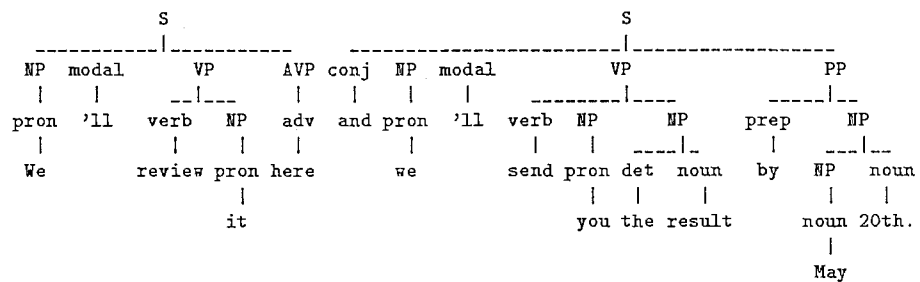 S S
NP modal VP AVP conj NP modal VP PP
pron 'll verb NP adv and pron 'll verb NP NP prep NP
We review pron here we send pron det noun by NP noun
it you the result noun 20th.
May